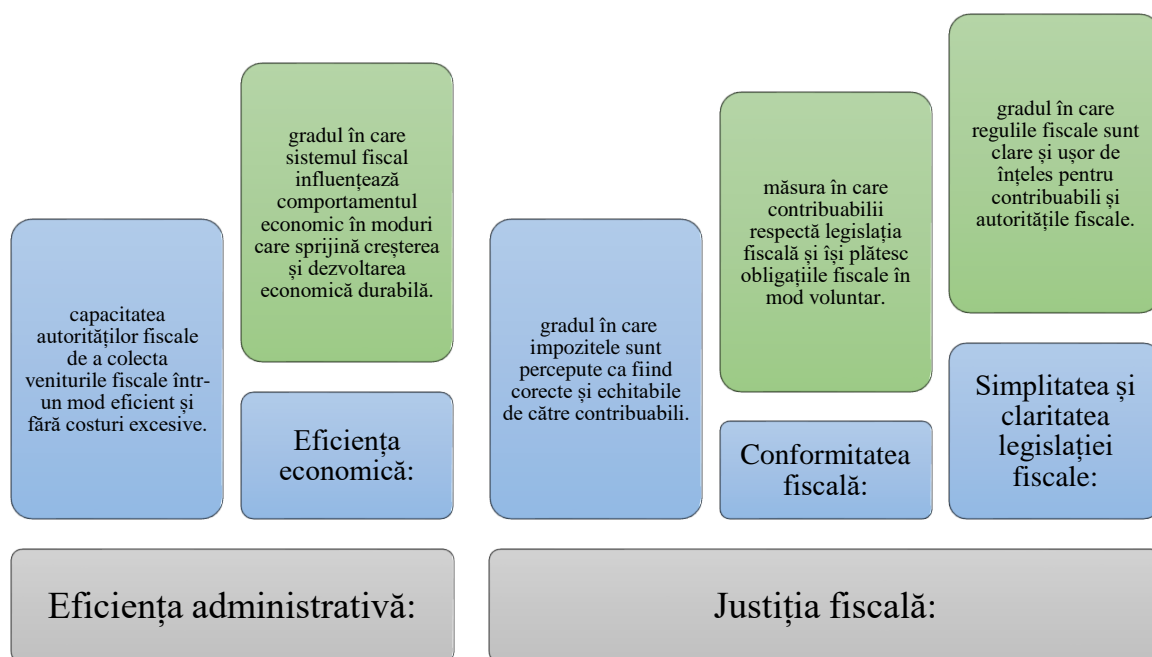 capacitatea
autorităților fiscale
de a colecta
veniturile fiscale într-
un mod eficient și
fără costuri excesive.
gradul în care
sistemul fiscal
influențează
comportamentul
economic în moduri
care sprijină creșterea
și dezvoltarea
economică durabilă.
Eficiența
economică:
Eficiența administrativă:
gradul în care
impozitele sunt
percepute ca fiind
corecte și echitabile
de către contribuabili.
măsura în care
contribuabilii
respectă legislația
fiscală și își plătesc
obligațiile fiscale în
mod voluntar.
Conformitatea
fiscală:
gradul în care
regulile fiscale sunt
clare și ușor de
înțeles pentru
contribuabili și
autoritățile fiscale.
Simplitatea și
claritatea
legislației
fiscale:
Justiția fiscală: